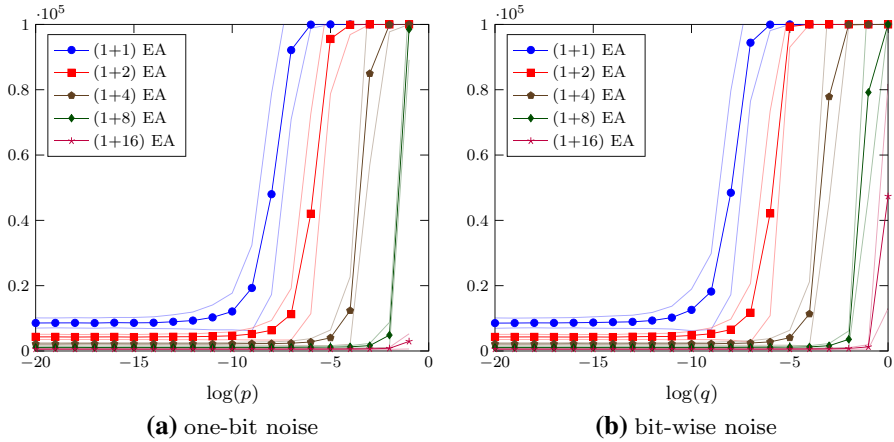 ·10⁵
1
0.8
0.6
0.4
0.2
0
−20
−15
−10
−5
0
(1+1) EA
(1+2) EA
(1+4) EA
(1+8) EA
(1+16) EA
log(p)
(a) one-bit noise
·10⁵
1
0.8
0.6
0.4
0.2
0
−20
−15
−10
−5
0
(1+1) EA
(1+2) EA
(1+4) EA
(1+8) EA
(1+16) EA
log(q)
(b) bit-wise noise